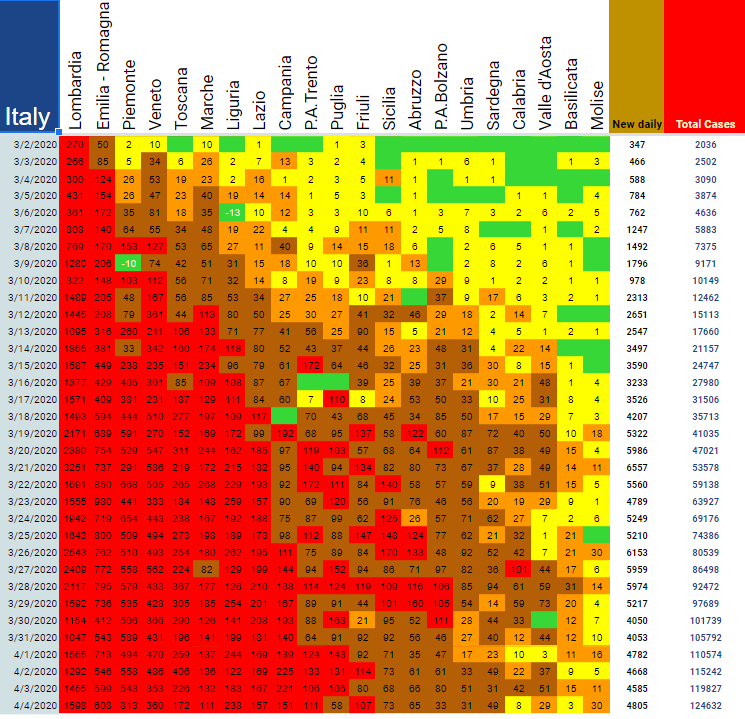 Italy Lombardia Emilia - Romagna Piemonte Veneto Toscana Marche Liguria Lazio Campania P.A.Trento Puglia Friuli Sicilia Abruzzo P.A.Bolzano Umbria Sardegna Calabria Valle d'Aosta Basilicata Molise New daily Total Cases
3/2/2020 270 50 2 10 10 1 1 3 347 2036
3/3/2020 266 85 5 34 6 26 2 7 13 3 2 4 1 1 6 1 1 3 466 2502
3/4/2020 300 124 26 53 19 23 2 16 1 2 3 5 11 1 1 1 588 3090
3/5/2020 431 154 26 47 23 40 19 14 14 1 5 3 1 1 1 4 784 3874
3/6/2020 361 172 35 81 18 35 -13 10 12 3 3 10 6 1 3 7 3 2 6 2 5 762 4636
3/7/2020 808 140 64 55 34 48 19 22 4 4 9 11 11 2 5 8 1 2 1247 5883
3/8/2020 769 170 153 127 53 65 27 11 40 9 14 15 18 6 2 6 5 1 1 1492 7375
3/9/2020 1280 206 -10 74 42 51 31 15 18 10 10 36 1 13 2 8 2 6 3 1 1796 9171
3/10/2020 322 148 103 112 56 71 32 14 8 19 9 23 8 8 29 9 1 2 2 1 978 10149
3/11/2020 1489 205 48 167 56 85 53 34 27 25 18 10 21 37 9 17 6 3 2 1 2313 12462
3/12/2020 1445 208 79 361 44 113 80 50 25 30 27 41 32 46 29 18 2 14 7 2651 15113
3/13/2020 1095 316 260 211 106 133 71 77 41 56 25 90 15 5 21 12 4 5 1 2 1 2547 17660
3/14/2020 1865 381 33 342 160 174 118 80 52 43 37 44 26 23 48 31 4 22 14 3497 21157
3/15/2020 1587 449 238 235 151 234 96 79 61 172 64 46 32 25 31 36 30 8 15 1 3590 24747
3/16/2020 1377 429 405 301 85 109 108 87 67 39 25 39 37 21 30 21 48 1 4 3233 27980
3/17/2020 1571 409 381 231 187 129 111 84 60 7 110 8 24 53 50 33 10 25 31 8 4 3526 31506
3/18/2020 1493 594 444 510 277 197 109 117 70 43 68 45 34 85 50 17 15 29 7 3 4207 35713
3/19/2020 2171 689 591 270 152 169 172 99 192 68 95 137 58 122 60 87 72 40 50 10 18 5322 41035
3/20/2020 2380 754 529 547 311 244 162 185 97 119 103 57 68 64 112 61 87 38 49 15 4 5986 47021
3/21/2020 3251 737 291 586 219 172 215 182 95 140 94 134 82 80 73 67 37 28 49 14 11 6557 53578
3/22/2020 1691 850 668 505 265 268 229 193 92 172 111 84 140 58 57 59 9 38 51 15 5 5560 59138
3/23/2020 1555 980 441 383 184 148 259 157 90 69 120 56 91 76 46 56 20 19 29 9 1 4789 63927
3/24/2020 1942 719 654 443 238 167 192 188 75 87 99 62 125 26 57 71 62 27 7 2 6 5249 69176
3/25/2020 1643 800 509 494 273 198 189 173 98 112 88 147 148 124 77 62 21 32 1 21 5210 74386
3/26/2020 2543 762 510 493 254 180 262 195 111 75 89 84 170 133 48 92 52 42 7 21 30 6153 80539
3/27/2020 2409 772 558 562 224 82 129 199 144 94 152 94 86 71 97 82 36 101 44 17 6 5959 86498
3/28/2020 2117 795 579 433 367 177 126 210 138 114 124 119 109 116 106 85 94 61 59 31 14 5974 92472
3/29/2020 1592 736 535 428 305 185 254 201 167 89 91 44 101 160 105 54 14 59 73 20 4 5217 97689
3/30/2020 1154 412 506 366 290 126 141 208 193 88 163 21 95 52 111 28 44 33 12 7 4050 101739
3/31/2020 1047 543 539 431 196 141 199 181 140 64 91 92 92 56 46 27 40 12 44 12 10 4053 105792
4/1/2020 1565 713 494 470 259 132 244 169 139 124 143 92 71 35 47 17 23 10 3 11 16 4782 110574
4/2/2020 1292 546 558 486 406 136 122 169 225 133 131 114 73 61 61 33 49 22 37 9 5 4668 115242
4/3/2020 1455 599 543 353 226 132 183 167 221 106 105 80 68 66 80 51 31 42 51 15 11 4585 119827
4/4/2020 1598 608 813 360 172 111 238 157 151 111 58 107 73 65 33 51 49 8 29 3 30 4805 124632